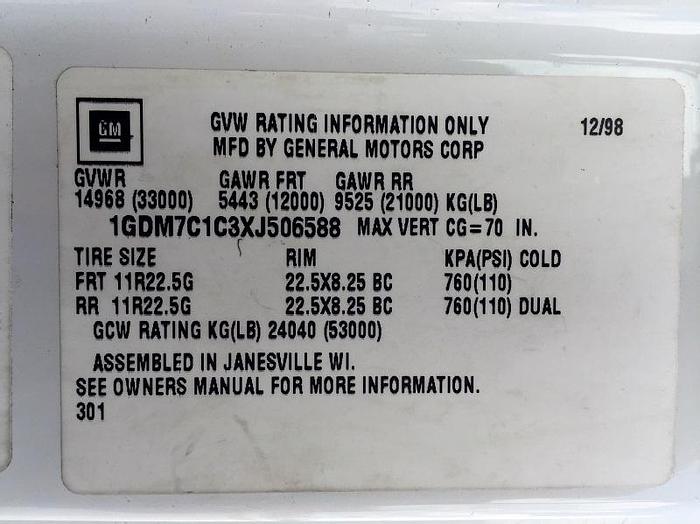 GM
GVW RATING INFORMATION ONLY 12/98
MFD BY GENERAL MOTORS CORP
GVWR GAWR FRT GAWR RR
14968 (33000) 5443 (12000) 9525 (21000) KG(LB)
1GDM7C1C3XJ506588 MAX VERT CG=70 IN.
TIRE SIZE RIM KPA(PSI) COLD
FRT 11R22.5G 22.5X8.25 BC 760(110)
RR 11R22.5G 22.5X8.25 BC 760(110) DUAL
GCW RATING KG(LB) 24040 (53000)
ASSEMBLED IN JANESVILLE WI.
SEE OWNERS MANUAL FOR MORE INFORMATION.
301